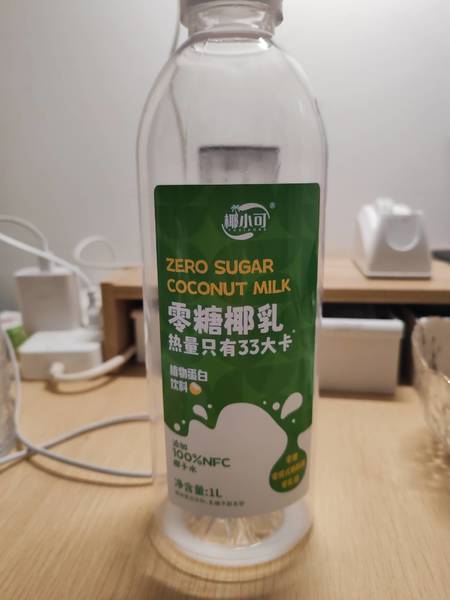 椰小可
ZERO SUGAR
COCONUT MILK
零糖椰乳
热量只有33大卡
植物蛋白
饮料
添加
100%NFC
椰子水
净含量:1L